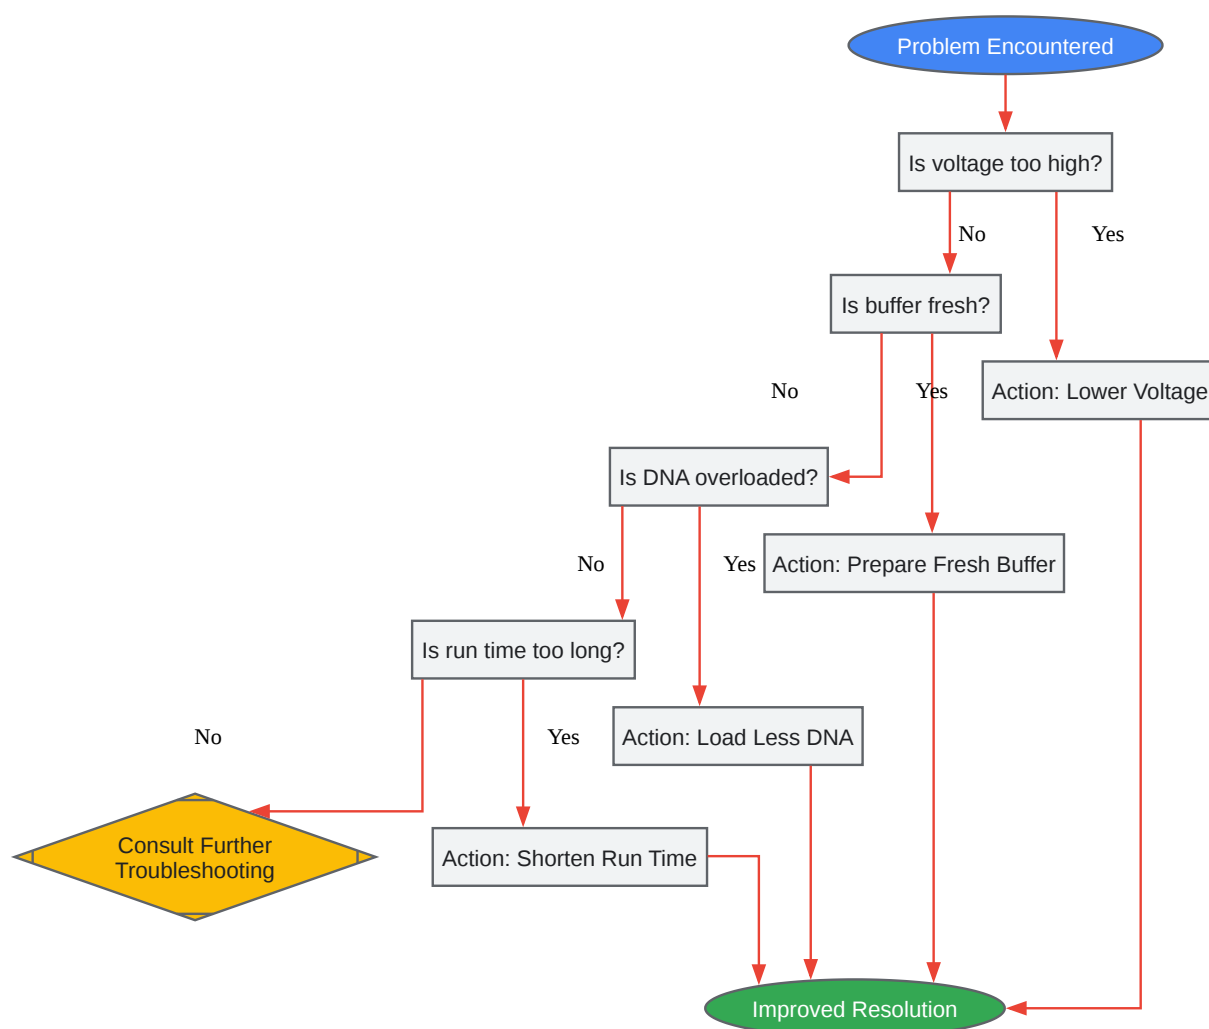 Problem Encountered
Is voltage too high?
No
Yes
Is buffer fresh?
No
Yes
Action: Lower Voltage
Is DNA overloaded?
No
Yes
Action: Prepare Fresh Buffer
Is run time too long?
No
Yes
Action: Load Less DNA
Consult Further
Troubleshooting
Action: Shorten Run Time
Improved Resolution